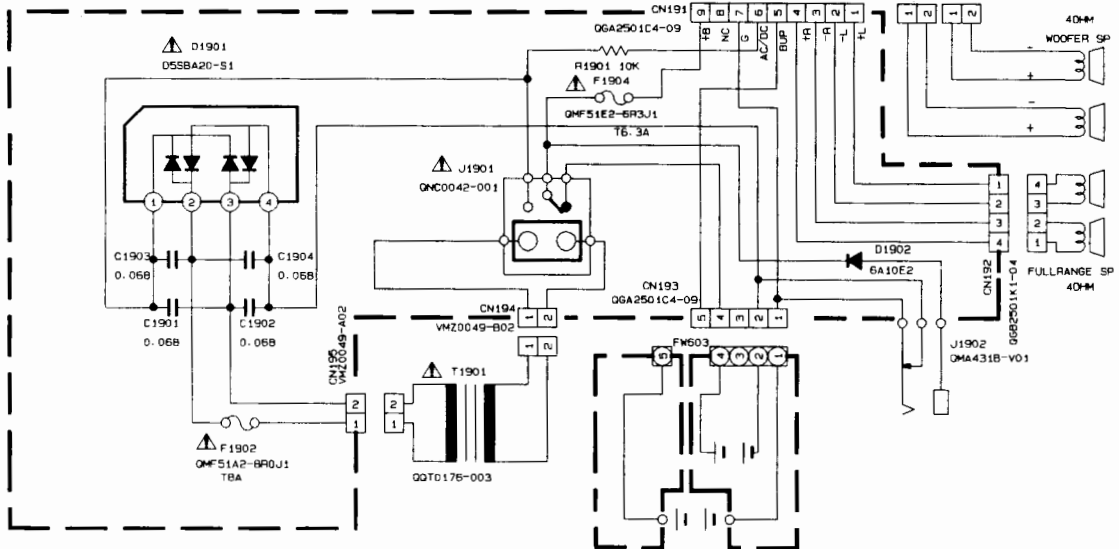 CN191
QGA2501C4-09
9 8 7 6 5 4 3 2 1
+B NC G AC/DC BUP +R -R -L +L
1 2 1 2
4OHM
WOOFER SP
- +
- +
D1901
D5SBA20-S1
R1901 10K
F1904
QMF51E2-6R3J1
T6.3A
J1901
QNC0042-001
1 2 3 4
C1903
0.068
C1904
0.068
C1901
0.068
C1902
0.068
1 2 3 4
4 3 2 1
FULLRANGE SP
4OHM
CN192
QGB2501K1-04
D1902
6A10E2
CN193
QGA2501C4-09
5 4 3 2 1
CN194
1 2
VMZ0049-B02
1 2
CN195
VMZ0049-A02
2 1
2 1
T1901
QQT0176-003
F1902
QMF51A2-8R0J1
T8A
FW603
5 4 3 2 1
J1902
QMA431B-V01